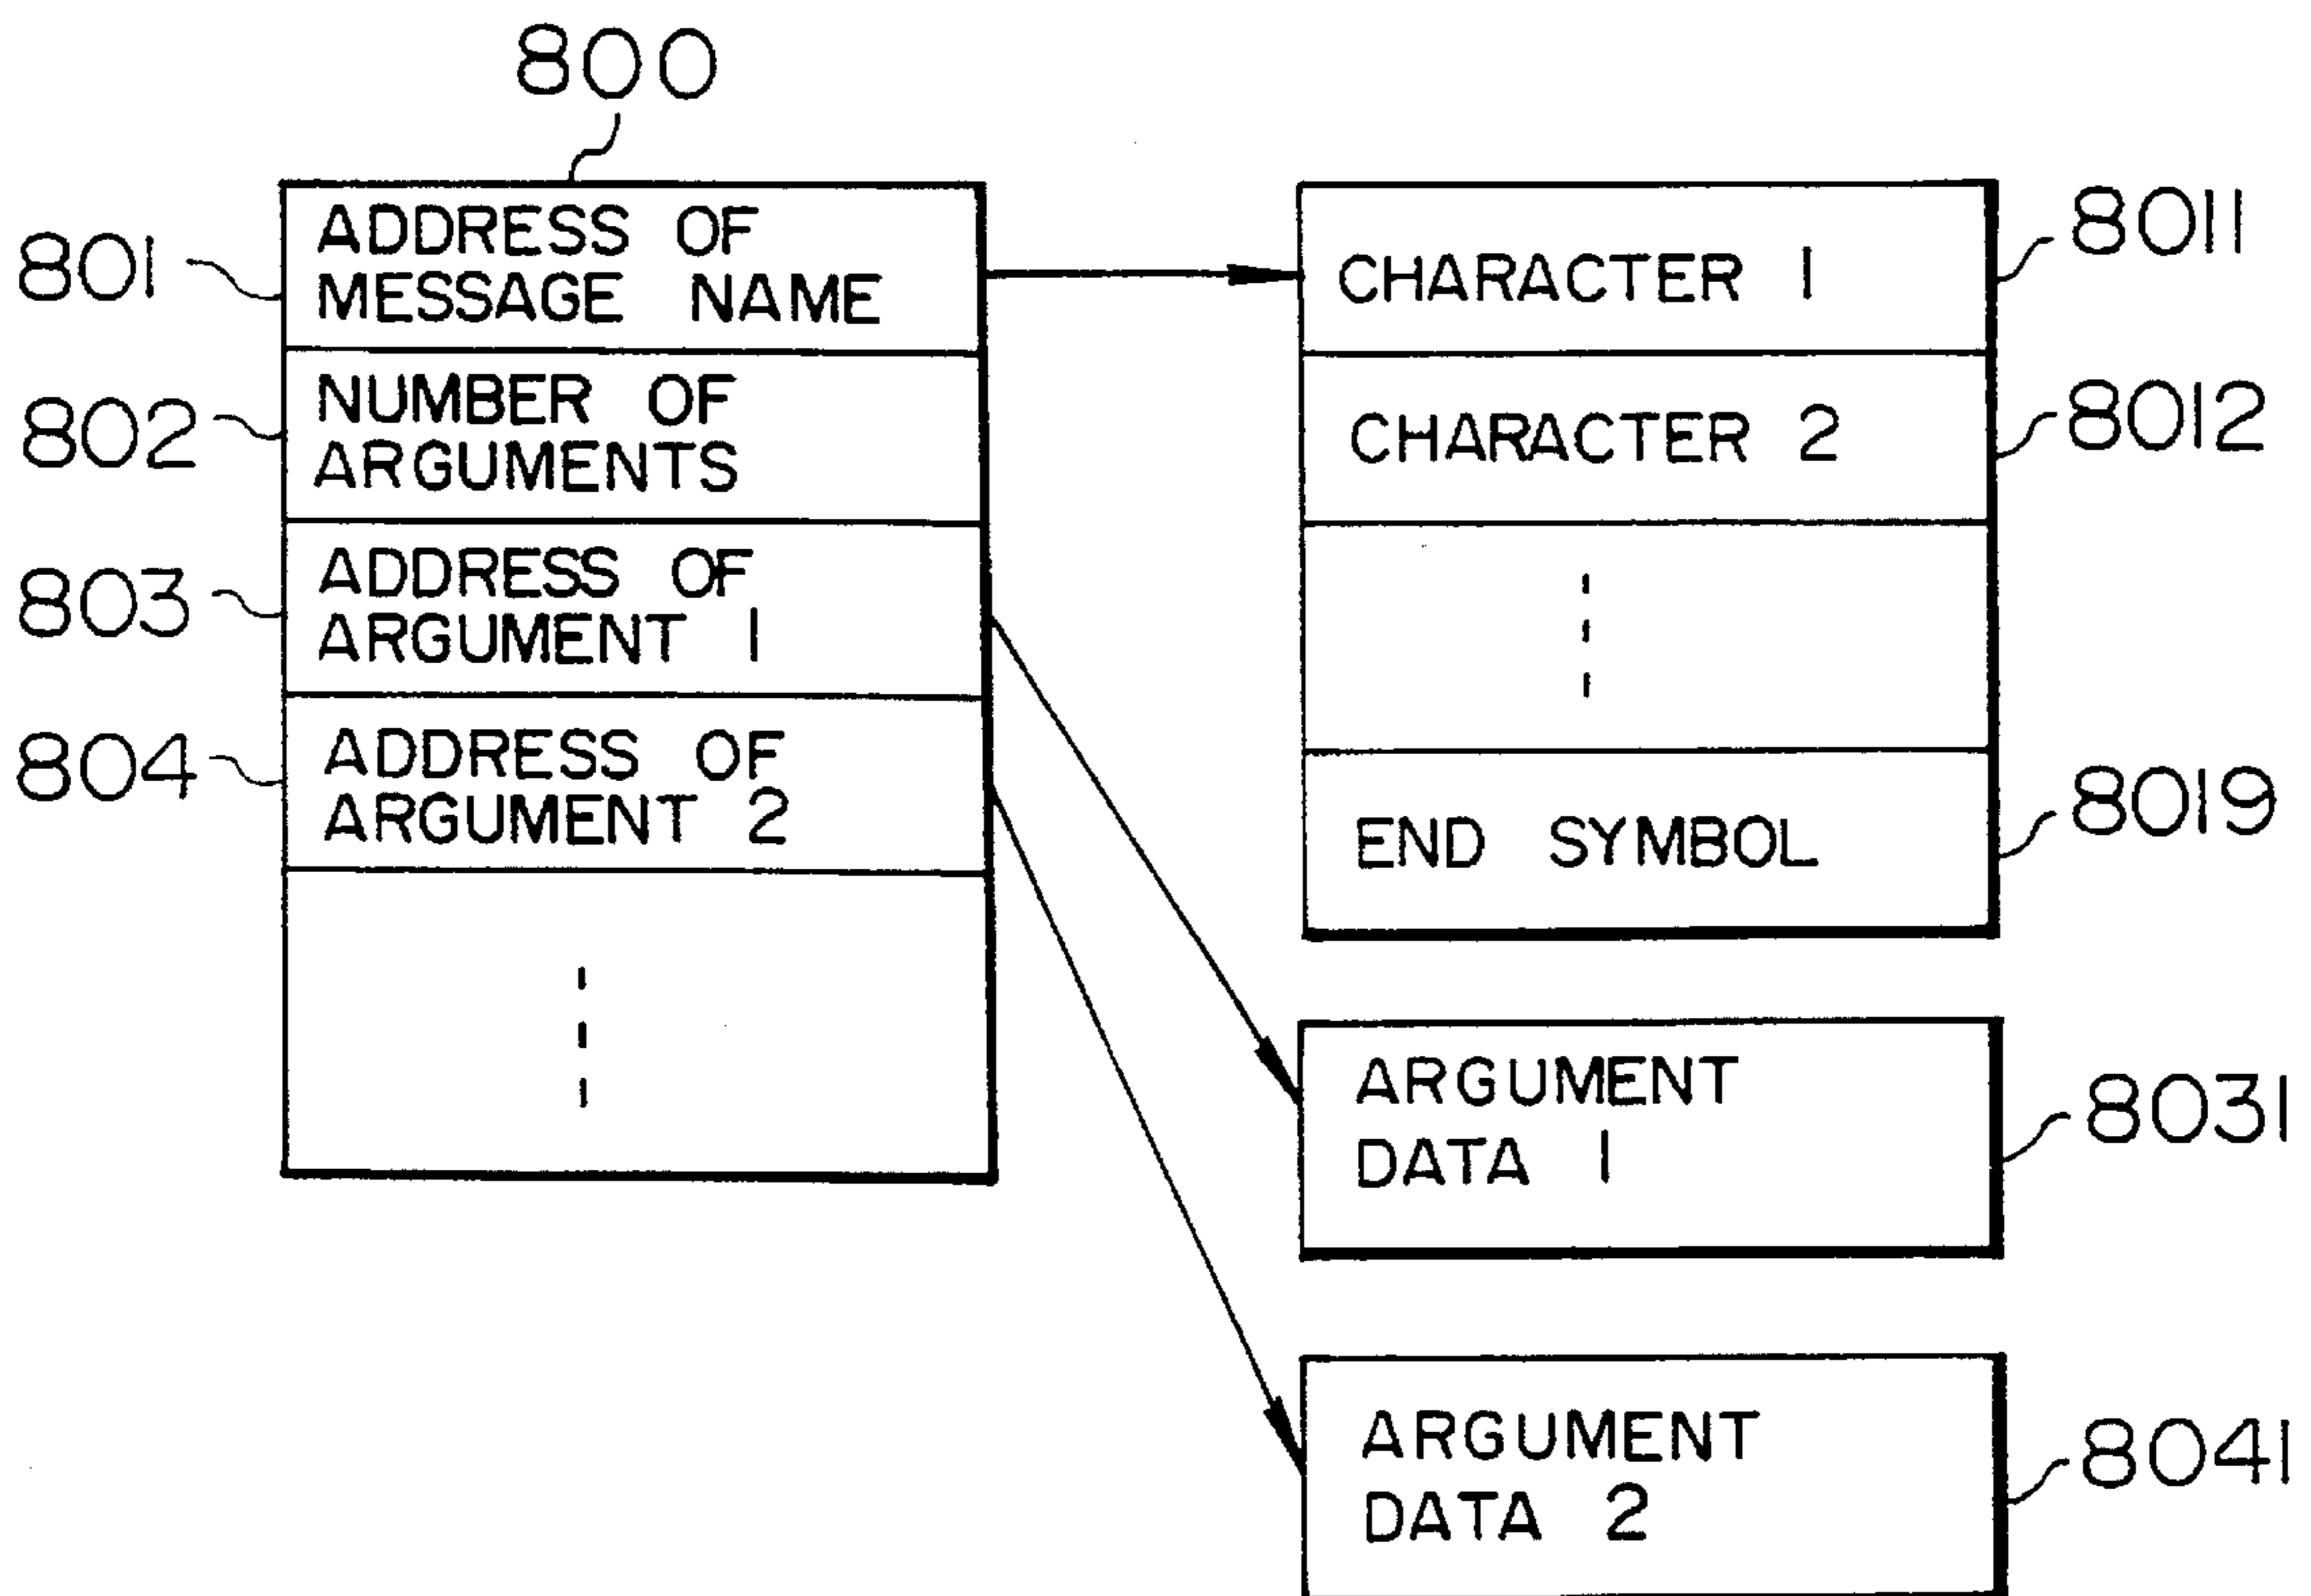 800
801
ADDRESS OF
MESSAGE NAME
802
NUMBER OF
ARGUMENTS
803
ADDRESS OF
ARGUMENT 1
804
ADDRESS OF
ARGUMENT 2
CHARACTER 1
8011
CHARACTER 2
8012
END SYMBOL
8019
ARGUMENT
DATA 1
8031
ARGUMENT
DATA 2
8041